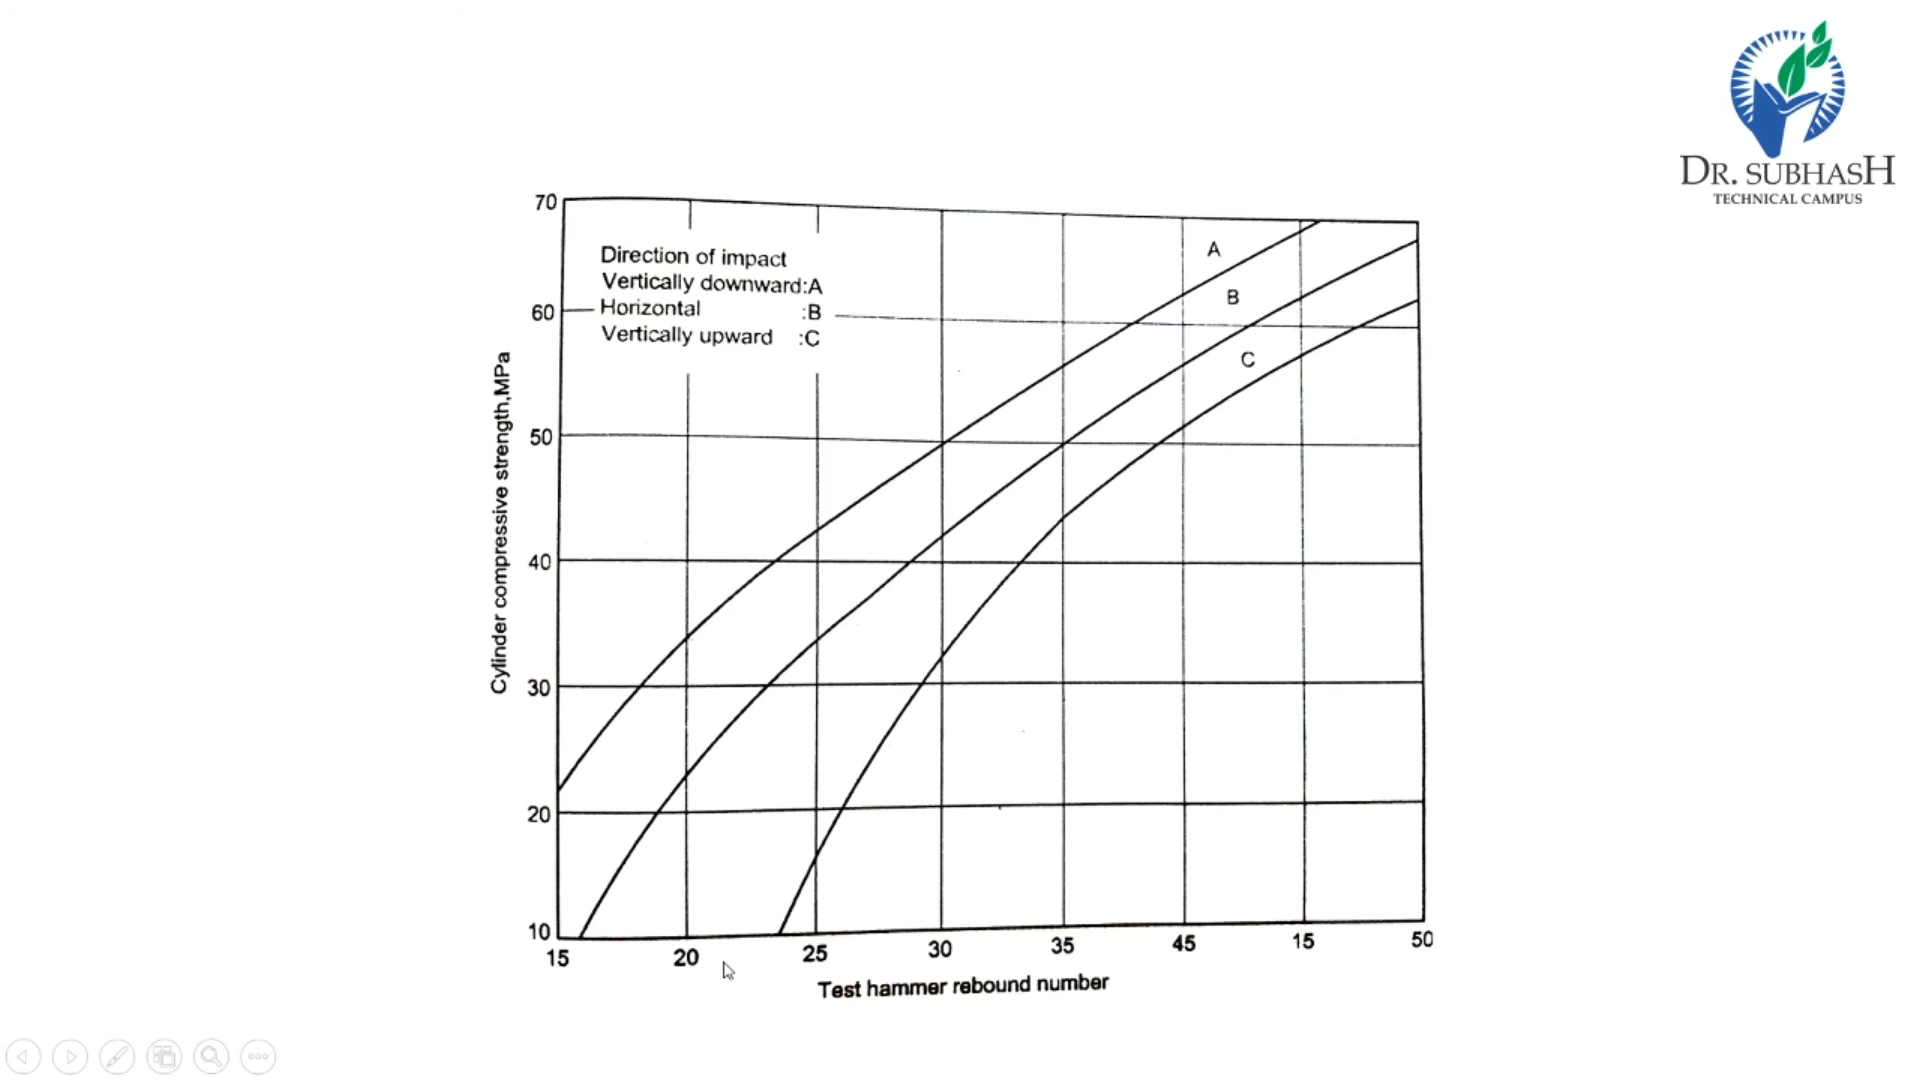 DR. SUBHASH
TECHNICAL CAMPUS
70
60
50
40
30
20
10
Cylinder compressive strength,MPa
Direction of impact
Vertically downward:A
Horizontal :B
Vertically upward :C
A
B
C
15 20 25 30 35 45 15 50
Test hammer rebound number